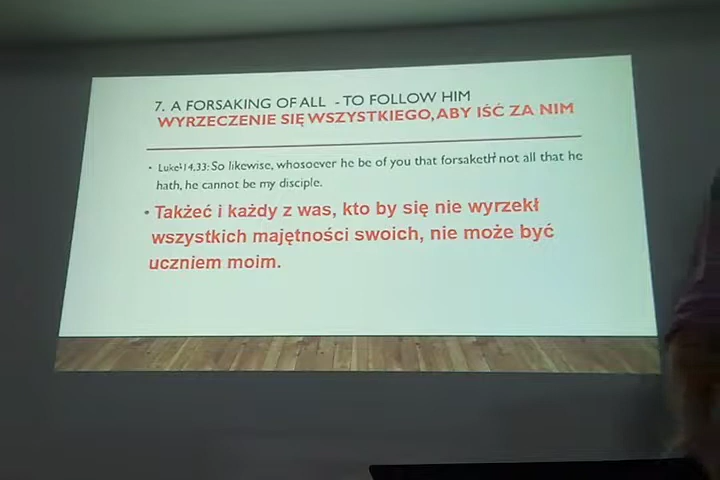 7. A FORSAKING OF ALL - TO FOLLOW HIM
WYRZECZENIE SIĘ WSZYSTKIEGO, ABY IŚĆ ZA NIM
• Luke 14,33: So likewise, whosoever he be of you that forsaketh not all that he
hath, he cannot be my disciple.
• Takżeć i każdy z was, kto by się nie wyrzekł
wszystkich majętności swoich, nie może być
uczniem moim.